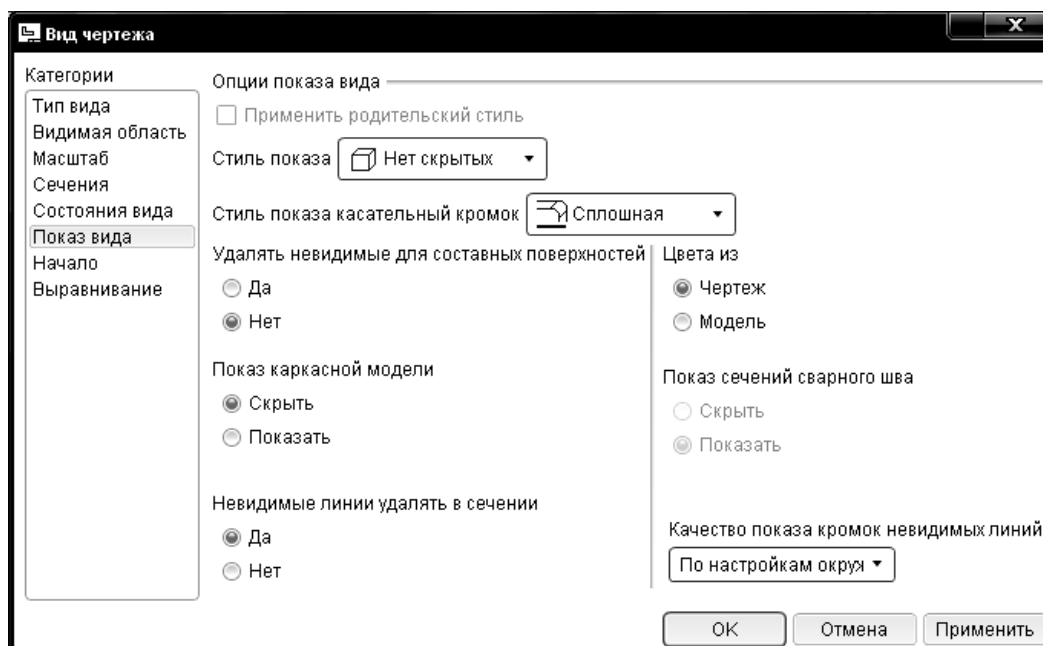 Вид чертежа
X
Категории
Тип вида
Видимая область
Масштаб
Сечения
Состояния вида
Показ вида
Начало
Выравнивание
Опции показа вида
Применить родительский стиль
Стиль показа Нет скрытых
Стиль показа касательный кромок Сплошная
Удалять невидимые для составных поверхностей
Да
Нет
Показ каркасной модели
Скрыть
Показать
Невидимые линии удалять в сечении
Да
Нет
Цвета из
Чертеж
Модель
Показ сечений сварного шва
Скрыть
Показать
Качество показа кромок невидимых линий
По настройкам окруж
OK Отмена Применить